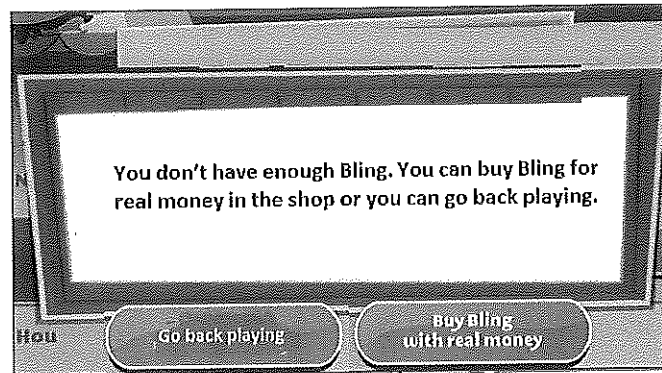 You don't have enough Bling. You can buy Bling for
real money in the shop or you can go back playing.
Hou
Go back playing
Buy Bling
with real money